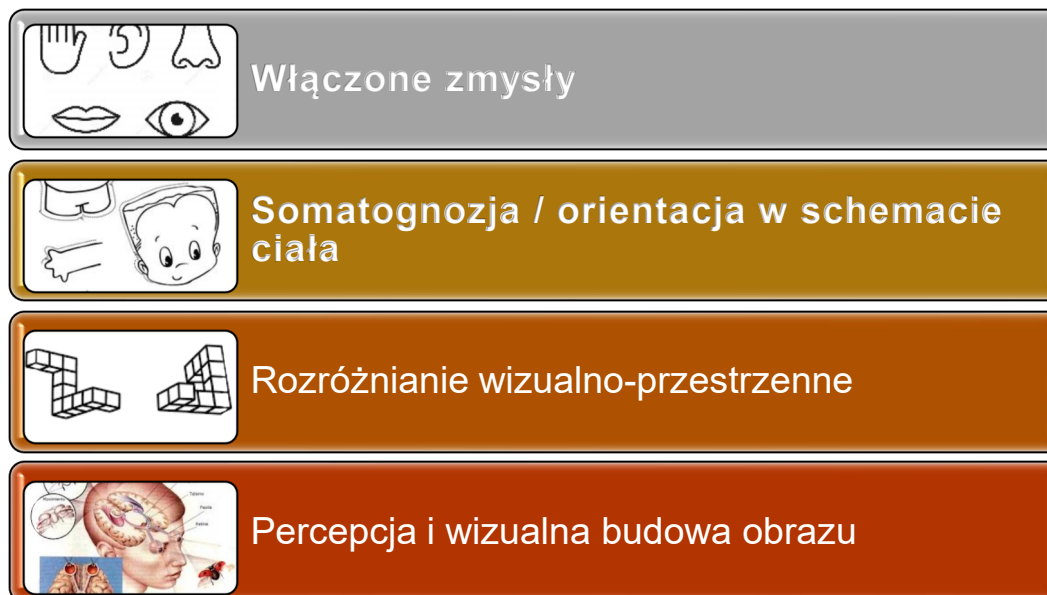 Włączone zmysły
Somatognozja / orientacja w schemacie
ciała
Rozróżnianie wizualno-przestrzenne
Percepcja i wizualna budowa obrazu